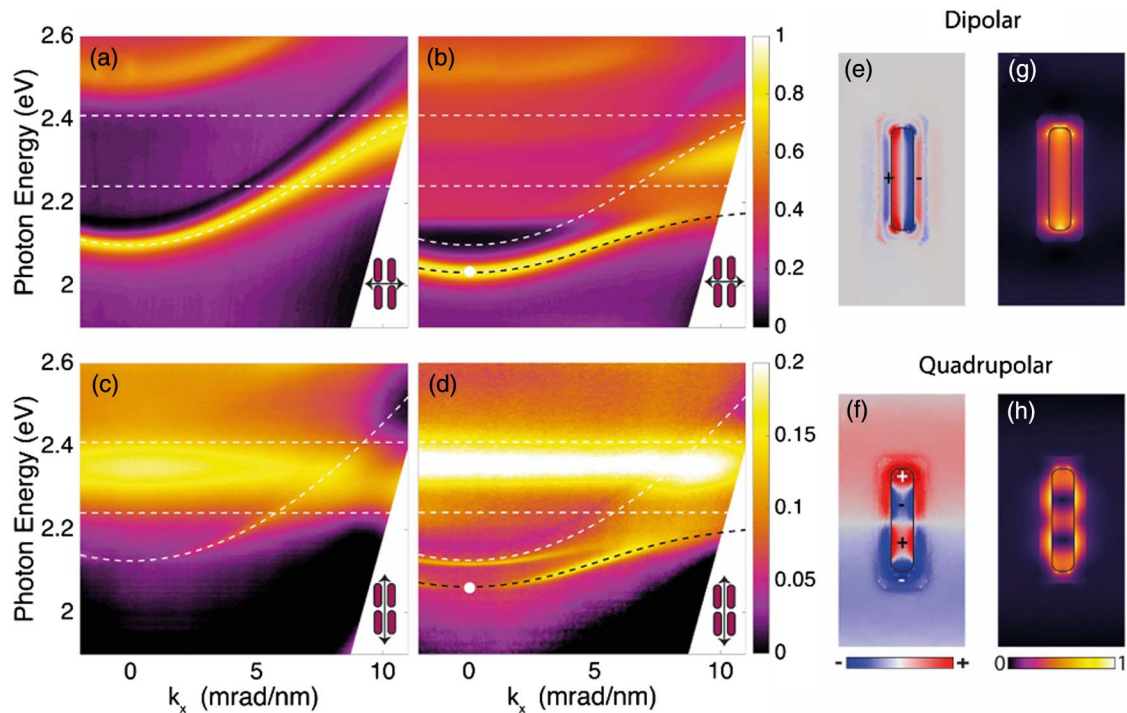 2.6
2.4
2.2
2
Photon Energy (eV)
(a)
(b)
1
0.8
0.6
0.4
0.2
0
2.6
2.4
2.2
2
Photon Energy (eV)
(c)
(d)
0.2
0.15
0.1
0.05
0
0 5 10
0 5 10
kx (mrad/nm)
kx (mrad/nm)
Dipolar
(e)
(g)
+ -
Quadrupolar
(f)
(h)
+
-
+
-
- +
0 1